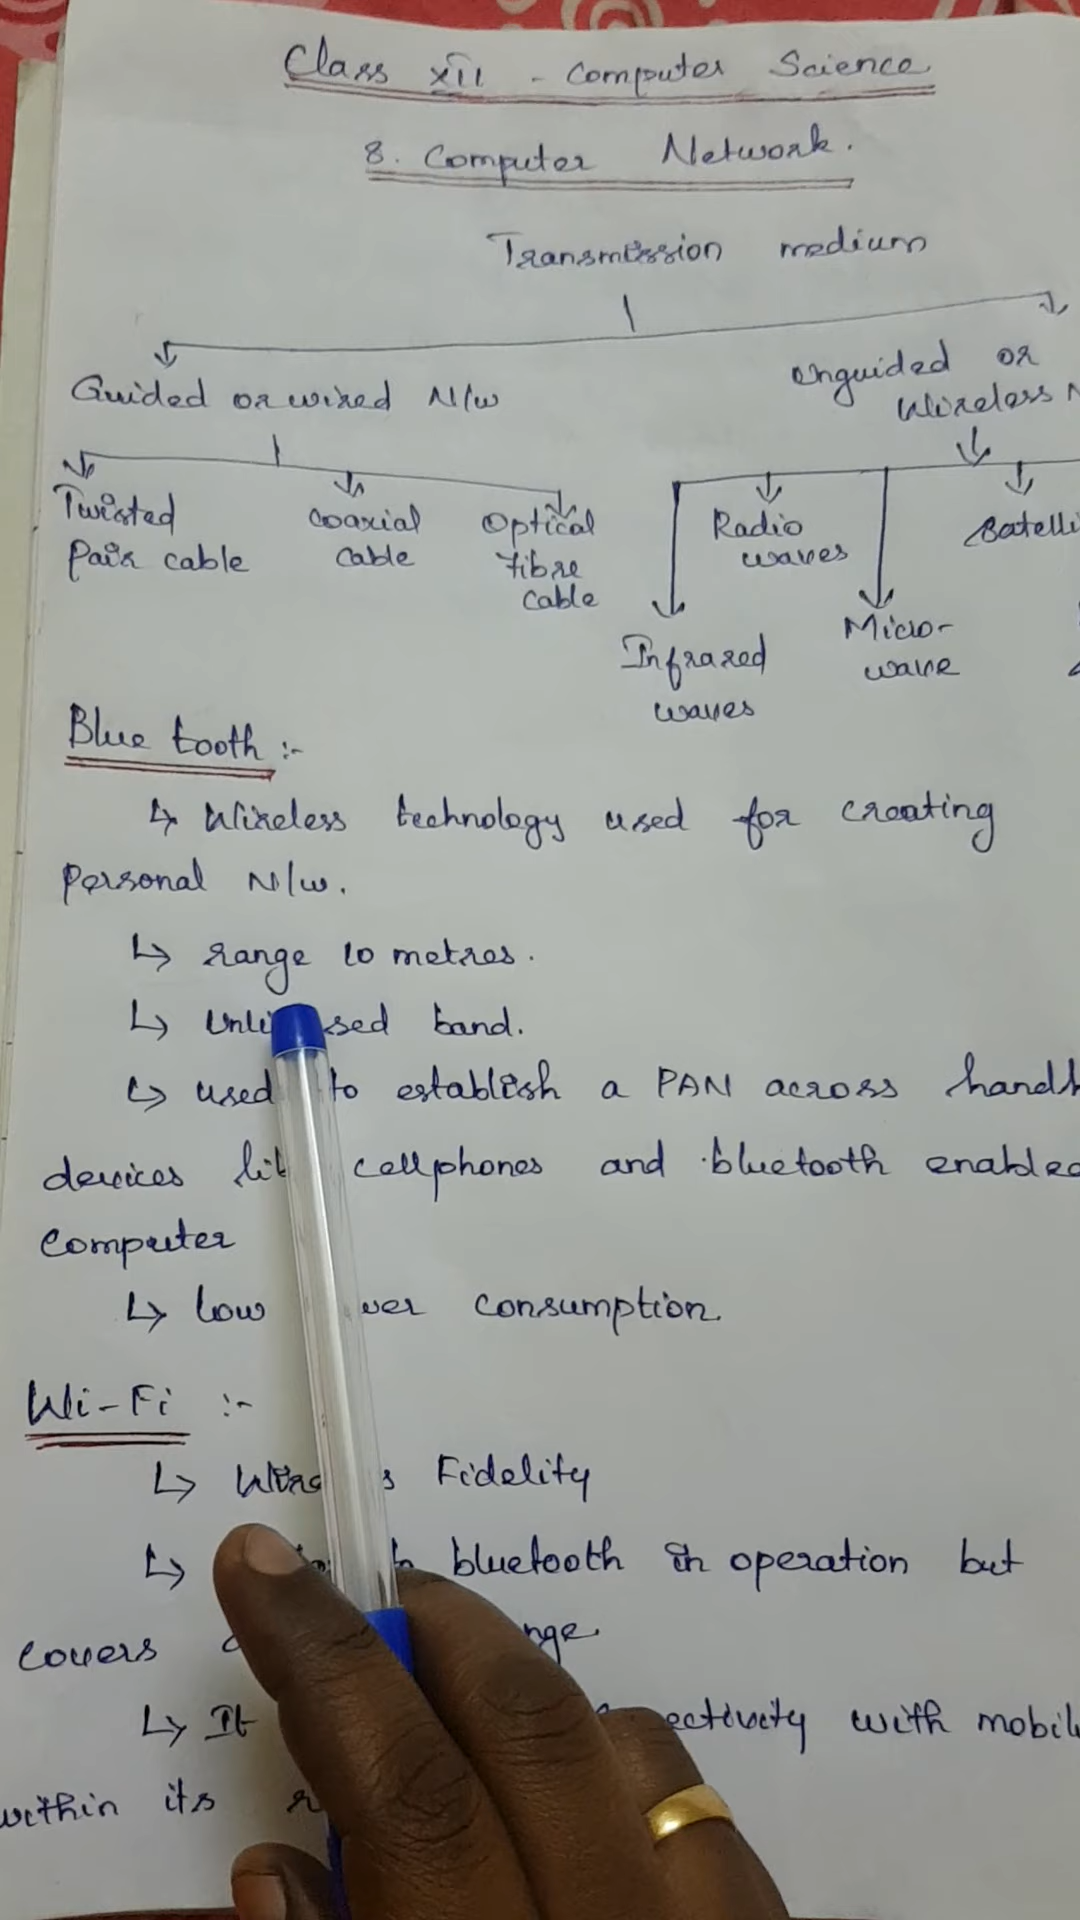 Class XII - Computer Science
8. Computer Network.
Transmission medium
Guided or wired N/w
Unguided or
Wireless
Twisted
Pair cable
Coaxial
Cable
Optical
Fibre
Cable
Radio
waves
Infrared
waves
Micro-
wave
Blue tooth :-
↳ Wireless technology used for creating
Personal N/w.
↳ range 10 metres.
↳ band.
↳ used to establish a PAN across
devices cellphones and bluetooth enabled
Computer
↳ low consumption.
Wi-Fi :-
↳ Fidelity
↳ bluetooth in operation but
covers
↳ It with
within its